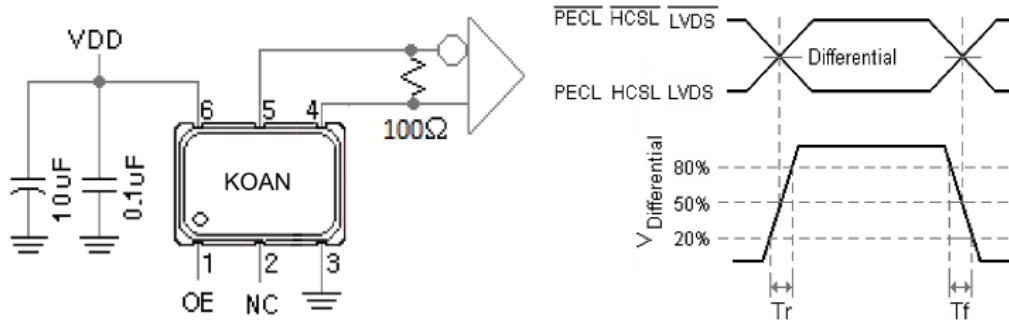 VDD
6 5 4
100Ω
10uF
0.1uF
KOAN
1 2 3
OE NC
PECL HCSL LVDS
Differential
PECL HCSL LVDS
V Differential
80%
50%
20%
Tr Tf